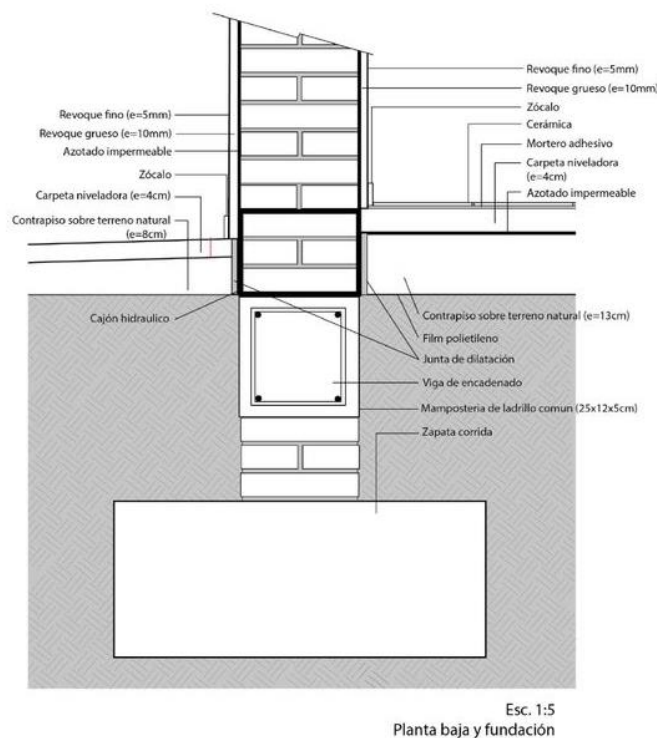 Revoque fino (e=5mm)
Revoque grueso (e=10mm)
Azotado impermeable
Zócalo
Carpeta niveladora (e=4cm)
Contrapiso sobre terreno natural
(e=8cm)
Cajón hidraulico
Revoque fino (e=5mm)
Revoque grueso (e=10mm)
Zócalo
Cerámica
Mortero adhesivo
Carpeta niveladora
(e=4cm)
Azotado impermeable
Contrapiso sobre terreno natural (e=13cm)
Film polietileno
Junta de dilatación
Viga de encadenado
Mamposteria de ladrillo comun (25x12x5cm)
Zapata corrida
Esc. 1:5
Planta baja y fundación